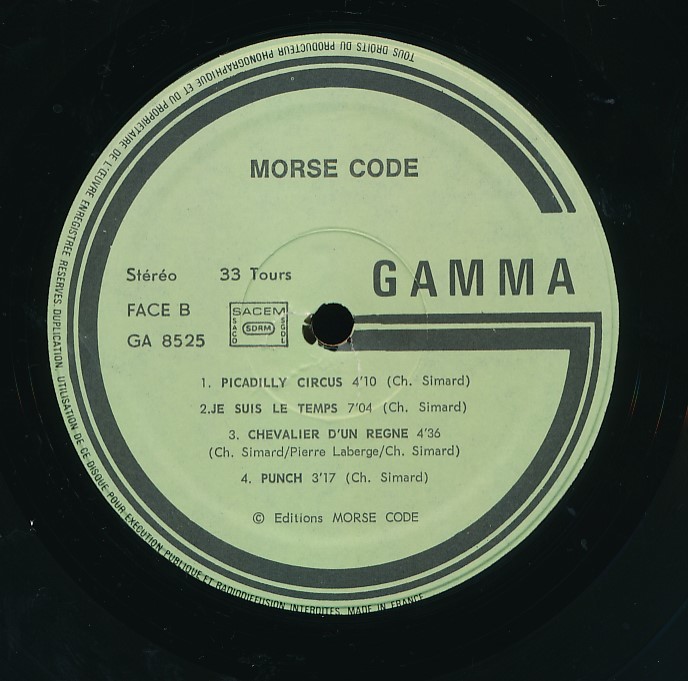 TOUS DROITS DU PRODUCTEUR PHONOGRAPHIQUE ET DU PROPRIETAIRE DE L'ŒUVRE ENREGISTREE RESERVES DUPLICATION, UTILISATION DE CE DISQUE POUR EXECUTION PUBLIQUE ET RADIODIFFUSION INTERDITES. MADE IN FRANCE
MORSE CODE
Stéréo 33 Tours
GAMMA
FACE B
GA 8525
SACEM
SACD
SDRM
SGDL
1. PICADILLY CIRCUS 4'10 (Ch. Simard)
2.JE SUIS LE TEMPS 7'04 (Ch. Simard)
3. CHEVALIER D'UN REGNE 4'36
(Ch. Simard/Pierre Laberge/Ch. Simard)
4. PUNCH 3'17 (Ch. Simard)
© Editions MORSE CODE